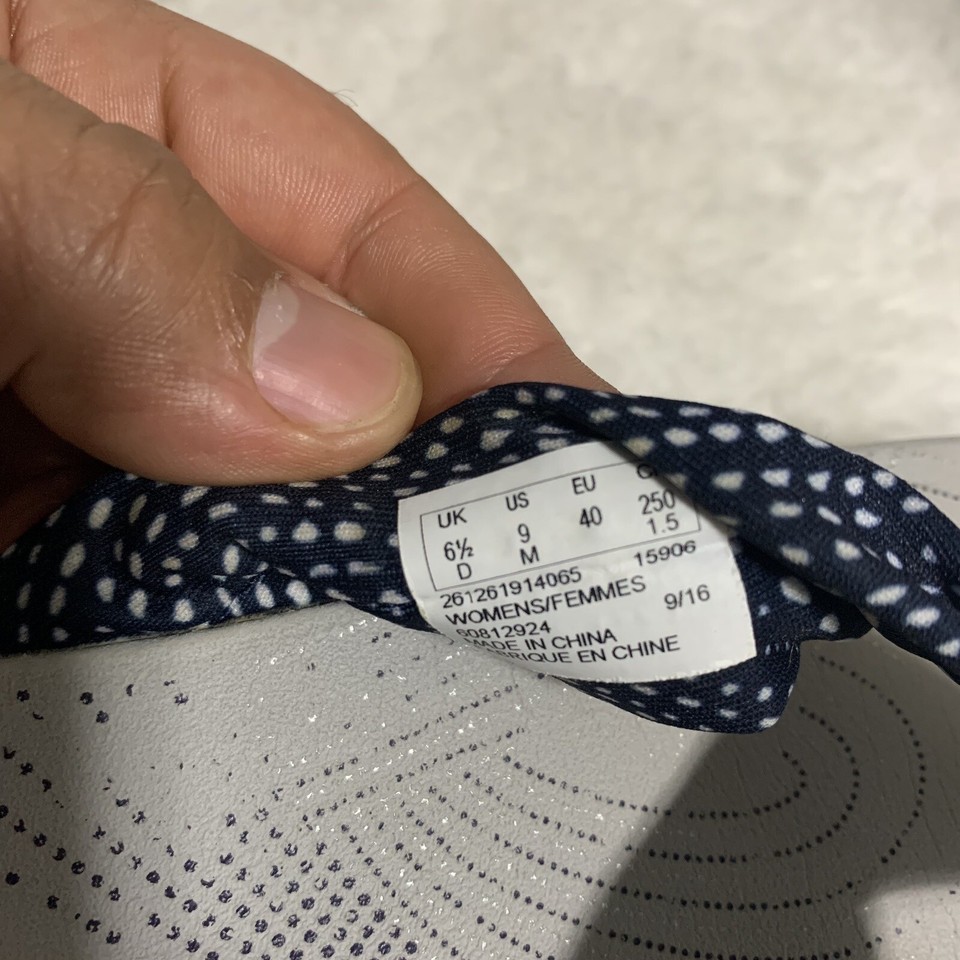 UK US EU
6½ 9 40 250
D M 1.5
261261914065 15906
WOMENS/FEMMES 9/16
60812924
MADE IN CHINA
EN CHINE